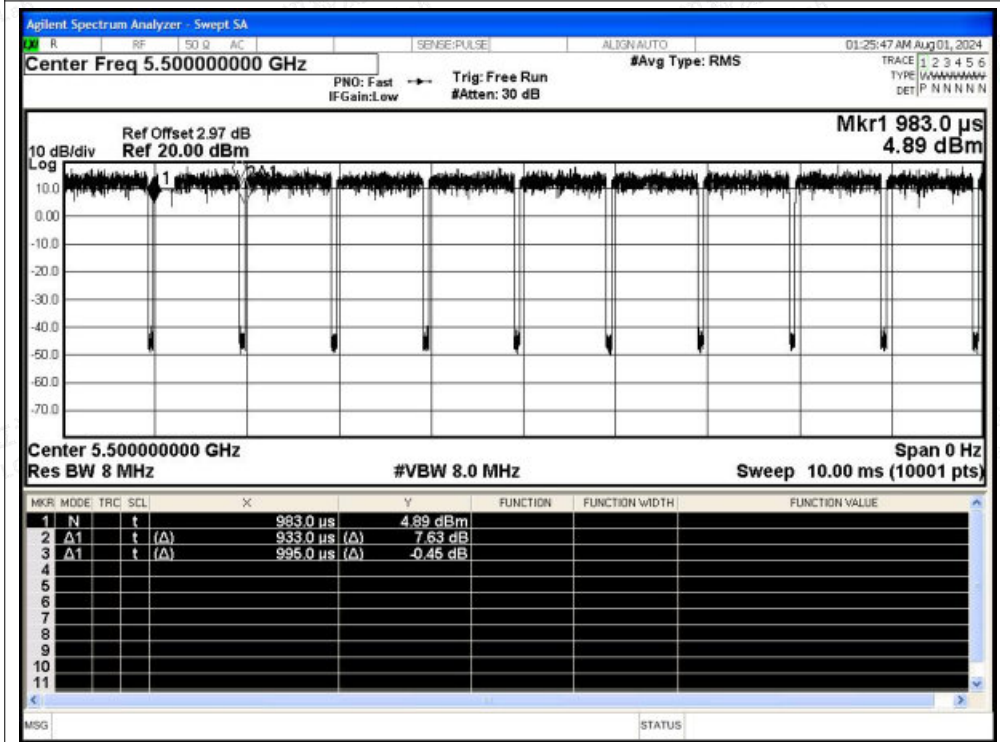 Agilent Spectrum Analyzer - Swept SA
R RF 50 Ω AC SENSE:PULSE ALIGN AUTO 01:25:47 AM Aug 01, 2024
Center Freq 5.500000000 GHz #Avg Type: RMS TRACE 1 2 3 4 5 6
PNO: Fast Trig: Free Run TYPE
IFGain:Low #Atten: 30 dB DET P N N N N N
Mkr1 983.0 µs
Ref Offset 2.97 dB
10 dB/div Ref 20.00 dBm 4.89 dBm
Log
1
10.0
0.00
-10.0
-20.0
-30.0
-40.0
-50.0
-60.0
-70.0
Center 5.500000000 GHz Span 0 Hz
Res BW 8 MHz #VBW 8.0 MHz Sweep 10.00 ms (10001 pts)
MKR MODE TRC SCL X Y FUNCTION FUNCTION WIDTH FUNCTION VALUE
1 N t 983.0 µs 4.89 dBm
2 Δ1 t (Δ) 933.0 µs (Δ) 7.63 dB
3 Δ1 t (Δ) 995.0 µs (Δ) -0.45 dB
4
5
6
7
8
9
10
11
MSG STATUS